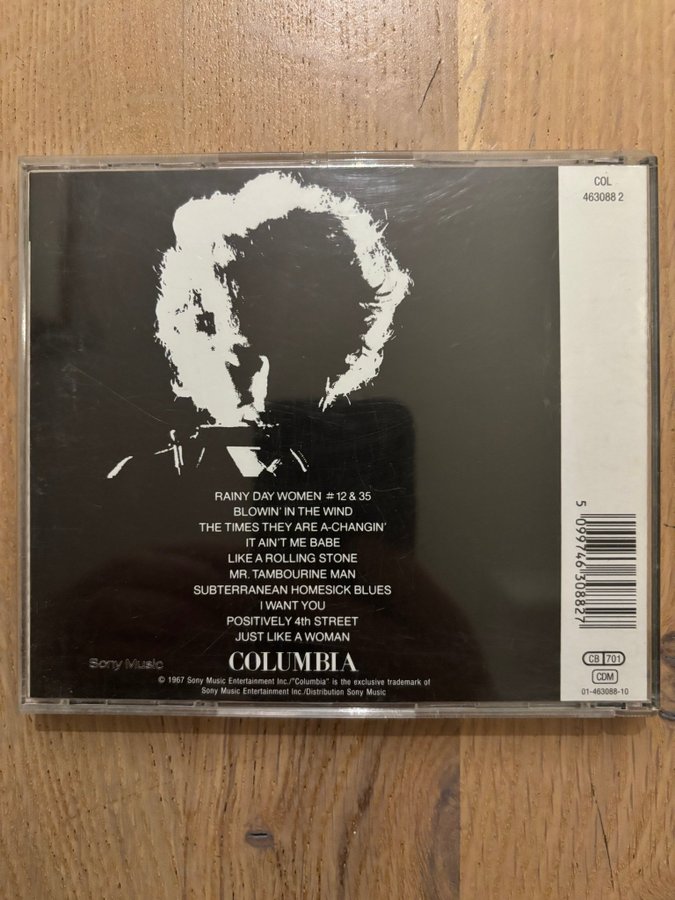 COL
463088 2
RAINY DAY WOMEN #12 & 35
BLOWIN' IN THE WIND
THE TIMES THEY ARE A-CHANGIN'
IT AIN'T ME BABE
LIKE A ROLLING STONE
MR. TAMBOURINE MAN
SUBTERRANEAN HOMESICK BLUES
I WANT YOU
POSITIVELY 4th STREET
JUST LIKE A WOMAN
Sony Music
COLUMBIA
© 1967 Sony Music Entertainment Inc./"Columbia" is the exclusive trademark of
Sony Music Entertainment Inc./Distribution Sony Music
5 099746 308827
CB 701
CDM
01-463088-10